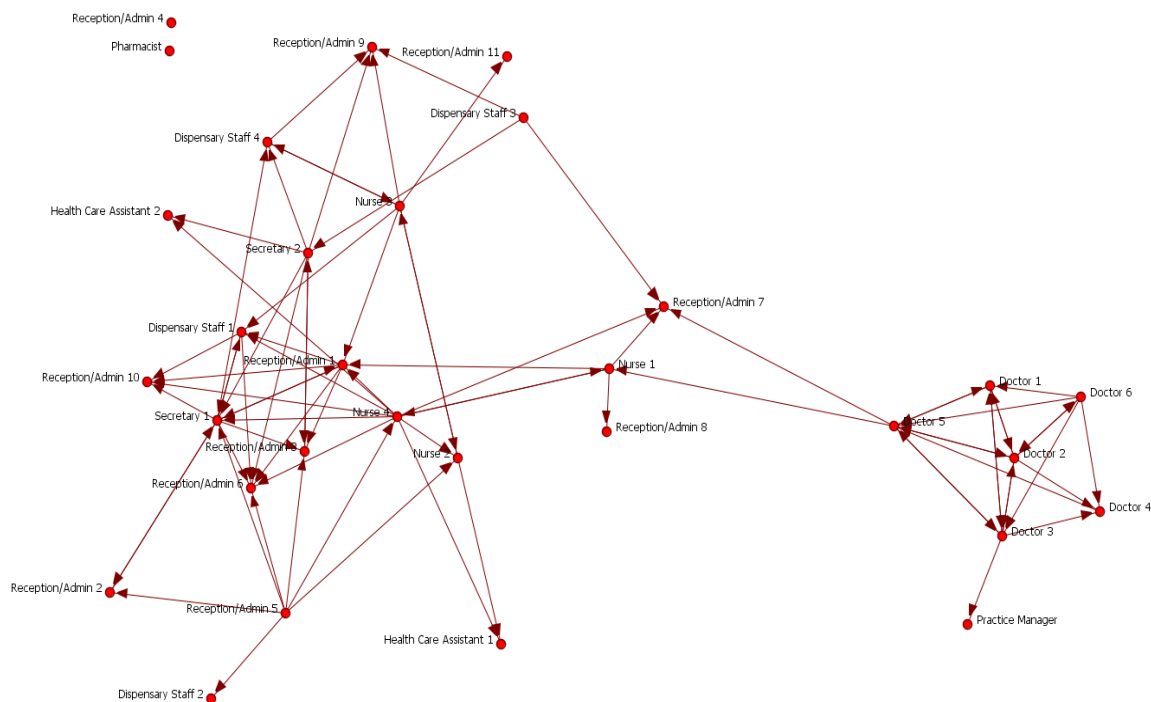 Reception/Admin 4
Pharmacist
Reception/Admin 9
Reception/Admin 11
Dispensary Staff 3
Dispensary Staff 4
Health Care Assistant 2
Nurse 3
Secretary 2
Reception/Admin 7
Dispensary Staff 1
Reception/Admin 1
Nurse 1
Reception/Admin 10
Doctor 1
Doctor 6
Secretary 1
Nurse 4
Doctor 5
Reception/Admin 8
Reception/Admin 3
Nurse 2
Doctor 2
Reception/Admin 6
Doctor 4
Doctor 3
Reception/Admin 2
Reception/Admin 5
Practice Manager
Health Care Assistant 1
Dispensary Staff 2